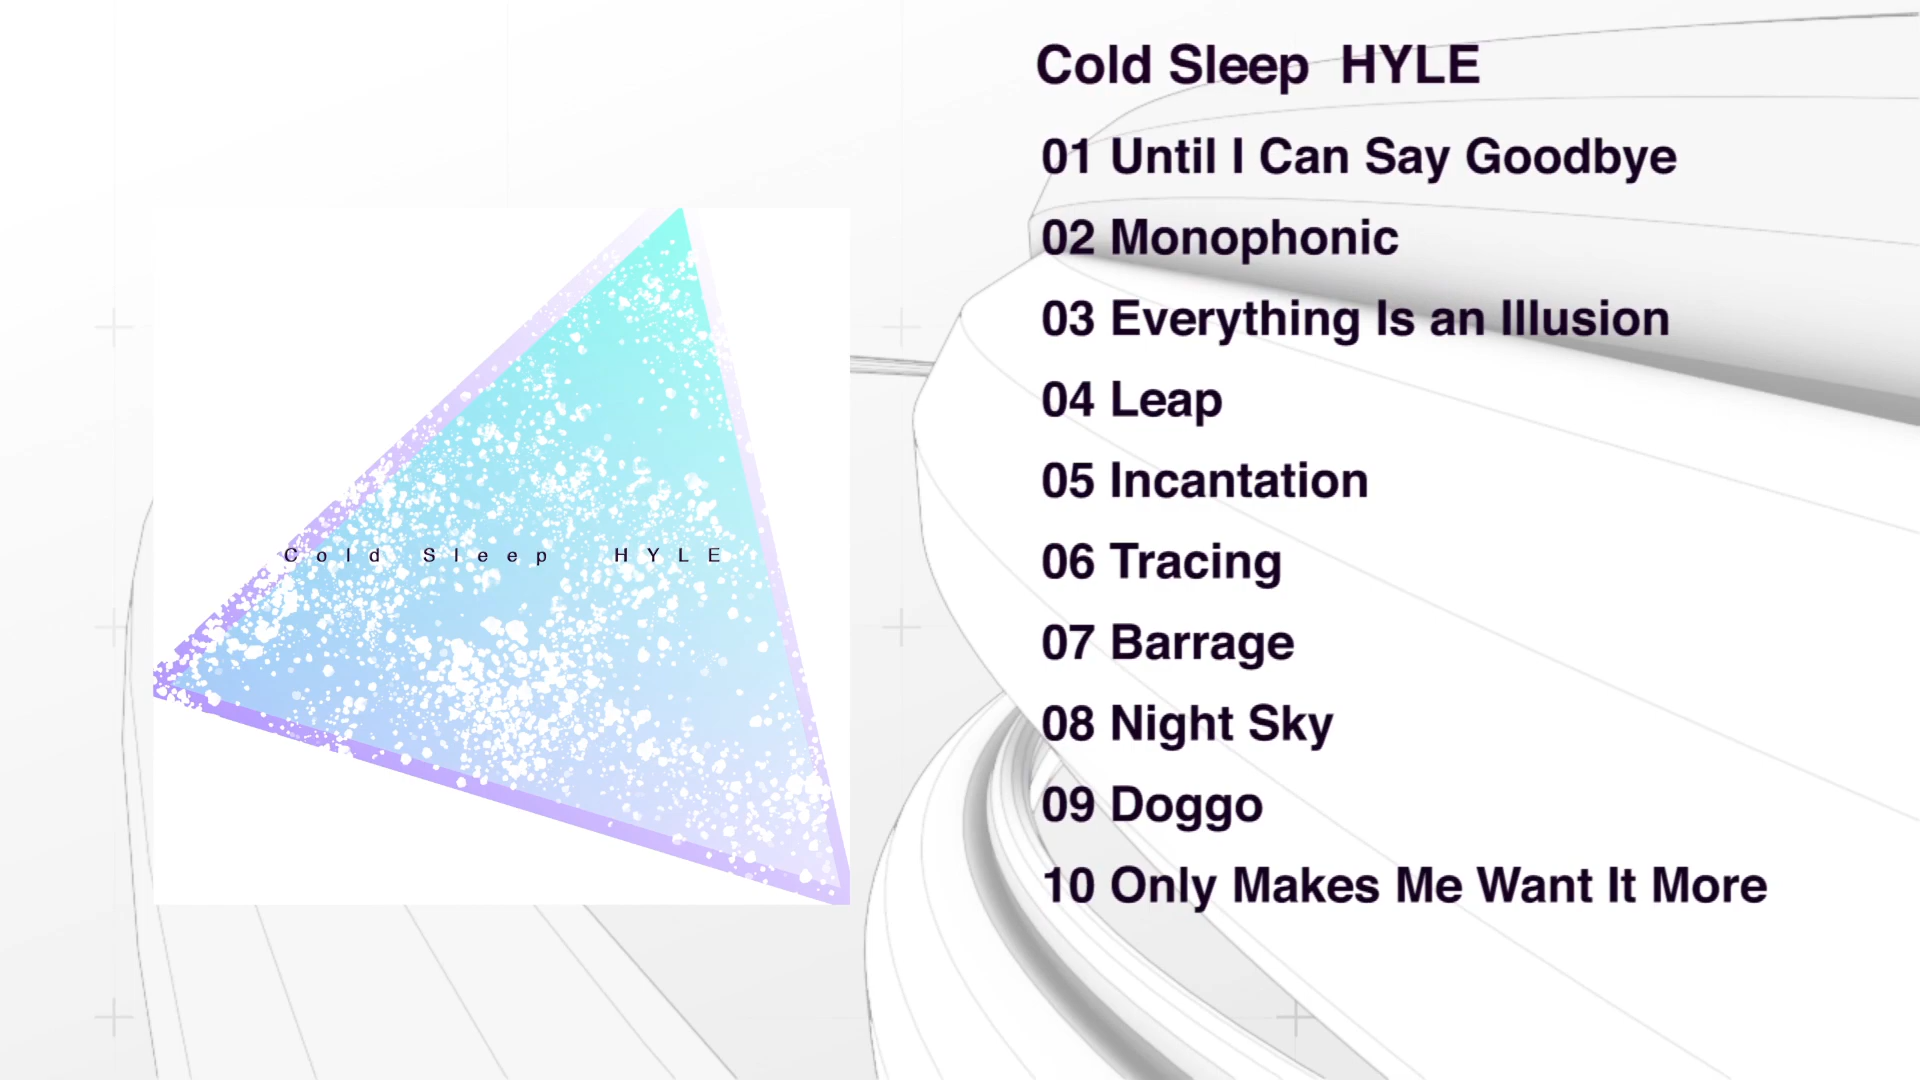 Cold Sleep HYLE
01 Until I Can Say Goodbye
02 Monophonic
03 Everything Is an Illusion
04 Leap
05 Incantation
06 Tracing
07 Barrage
08 Night Sky
09 Doggo
10 Only Makes Me Want It More
Cold Sleep HYLE